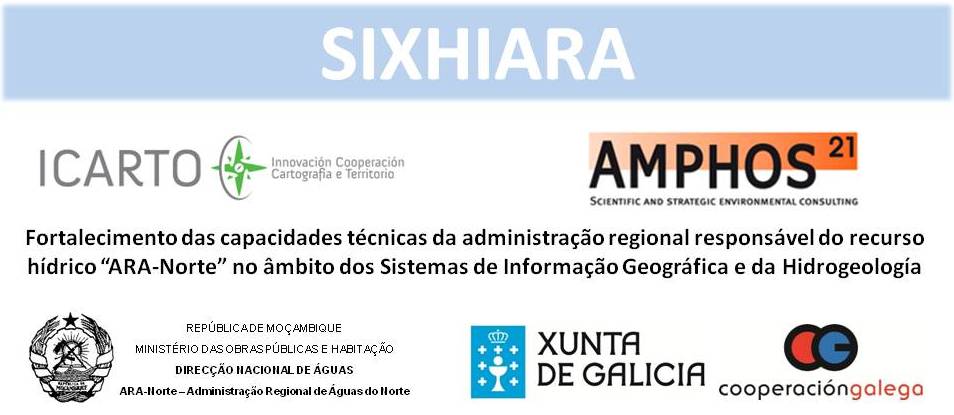 SIXHIARA
ICARTO
Innovación Cooperación
Cartografía e Territorio
AMPHOS 21
SCIENTIFIC AND STRATEGIC ENVIRONMENTAL CONSULTING
Fortalecimento das capacidades técnicas da administração regional responsável do recurso
hídrico “ARA-Norte” no âmbito dos Sistemas de Informação Geográfica e da Hidrogeología
REPÚBLICA DE MOÇAMBIQUE
MINISTÉRIO DAS OBRAS PÚBLICAS E HABITAÇÃO
DIRECÇÃO NACIONAL DE ÁGUAS
ARA-Norte – Administração Regional de Águas do Norte
XUNTA
DE GALICIA
CG
cooperacióngalega